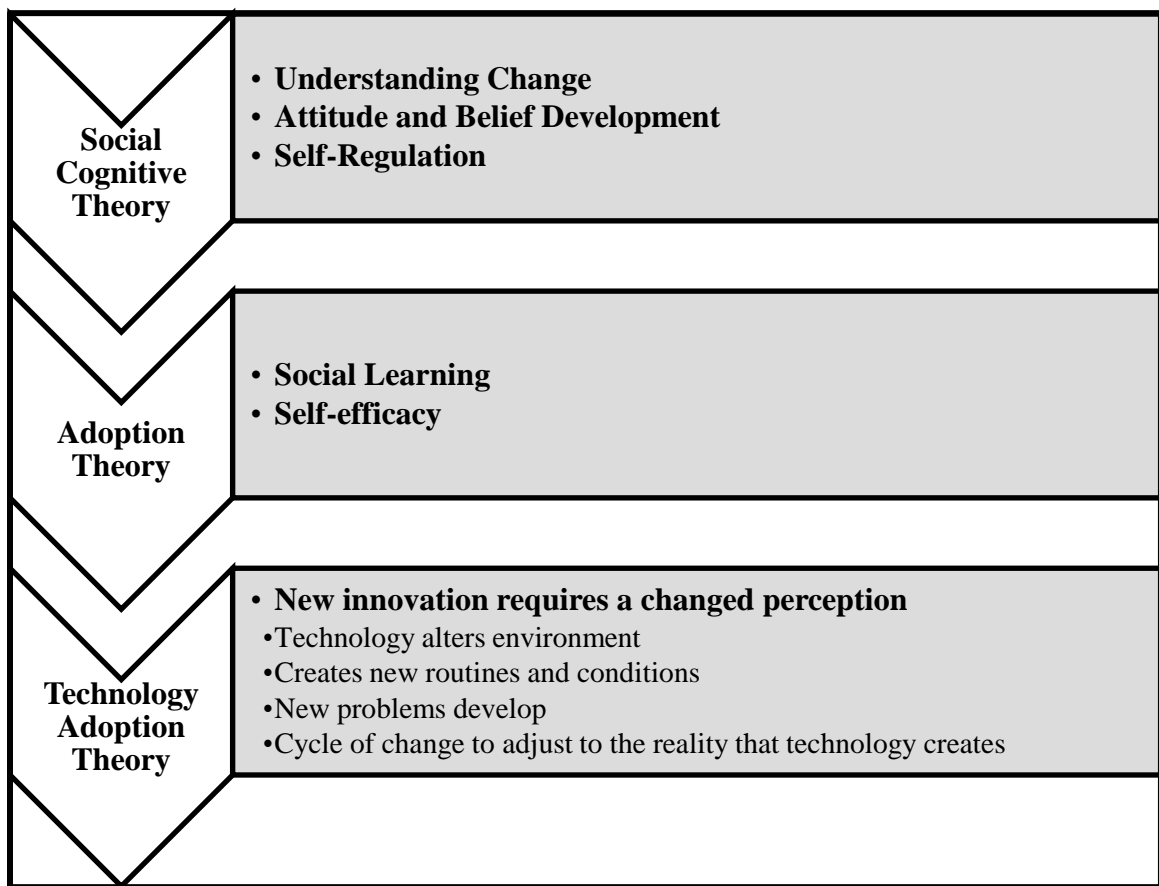 Social
Cognitive
Theory
• Understanding Change
• Attitude and Belief Development
• Self-Regulation
Adoption
Theory
• Social Learning
• Self-efficacy
Technology
Adoption
Theory
• New innovation requires a changed perception
•Technology alters environment
•Creates new routines and conditions
•New problems develop
•Cycle of change to adjust to the reality that technology creates